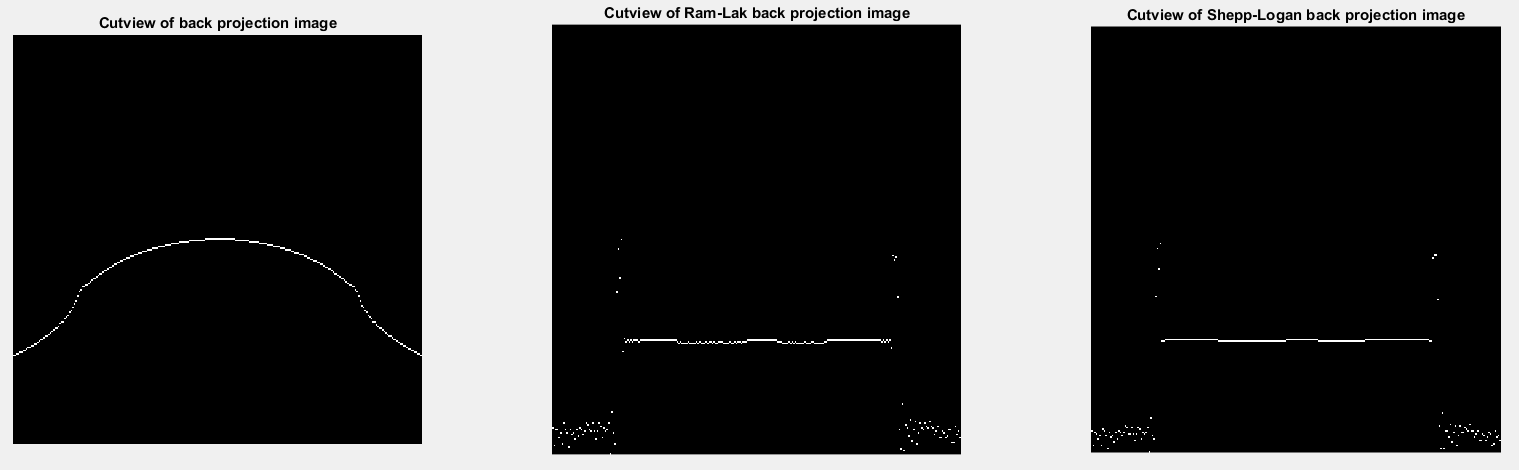 Cutview of back projection image
Cutview of Ram-Lak back projection image
Cutview of Shepp-Logan back projection image